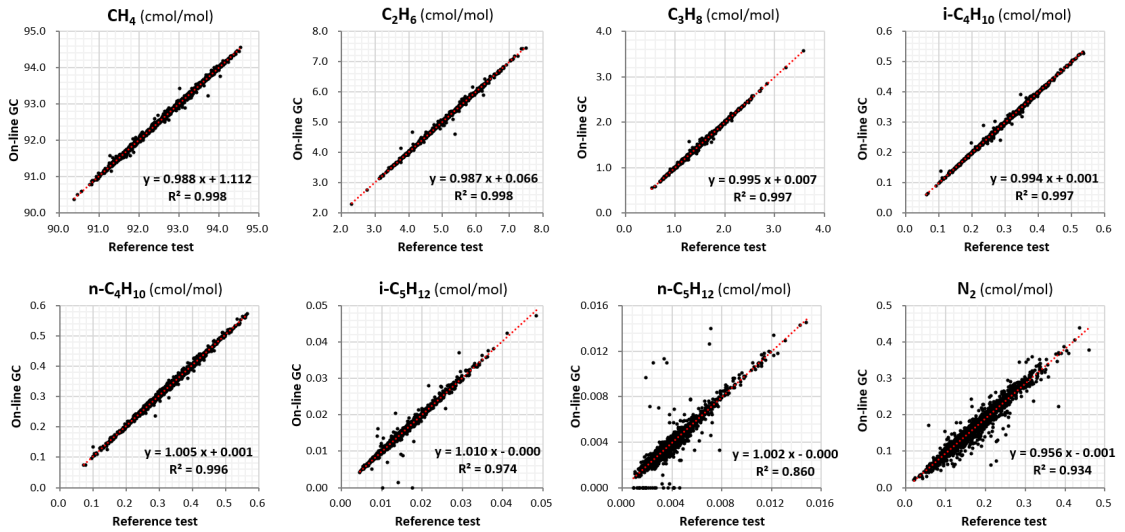 CH₄ (cmol/mol)
95.0
94.0
93.0
92.0
91.0
90.0
On-line GC
y = 0.988 x + 1.112
R² = 0.998
90.0 91.0 92.0 93.0 94.0 95.0
Reference test
C₂H₆ (cmol/mol)
8.0
7.0
6.0
5.0
4.0
3.0
2.0
On-line GC
y = 0.987 x + 0.066
R² = 0.998
2.0 3.0 4.0 5.0 6.0 7.0 8.0
Reference test
C₃H₈ (cmol/mol)
4.0
3.0
2.0
1.0
0.0
On-line GC
y = 0.995 x + 0.007
R² = 0.997
0.0 1.0 2.0 3.0 4.0
Reference test
i-C₄H₁₀ (cmol/mol)
0.6
0.5
0.4
0.3
0.2
0.1
0.0
On-line GC
y = 0.994 x + 0.001
R² = 0.997
0.0 0.1 0.2 0.3 0.4 0.5 0.6
Reference test
n-C₄H₁₀ (cmol/mol)
0.6
0.5
0.4
0.3
0.2
0.1
0.0
On-line GC
y = 1.005 x + 0.001
R² = 0.996
0.0 0.1 0.2 0.3 0.4 0.5 0.6
Reference test
i-C₅H₁₂ (cmol/mol)
0.05
0.04
0.03
0.02
0.01
0.00
On-line GC
y = 1.010 x - 0.000
R² = 0.974
0.00 0.01 0.02 0.03 0.04 0.05
Reference test
n-C₅H₁₂ (cmol/mol)
0.016
0.012
0.008
0.004
0.000
On-line GC
y = 1.002 x - 0.000
R² = 0.860
0.000 0.004 0.008 0.012 0.016
Reference test
N₂ (cmol/mol)
0.5
0.4
0.3
0.2
0.1
0.0
On-line GC
y = 0.956 x - 0.001
R² = 0.934
0.0 0.1 0.2 0.3 0.4 0.5
Reference test